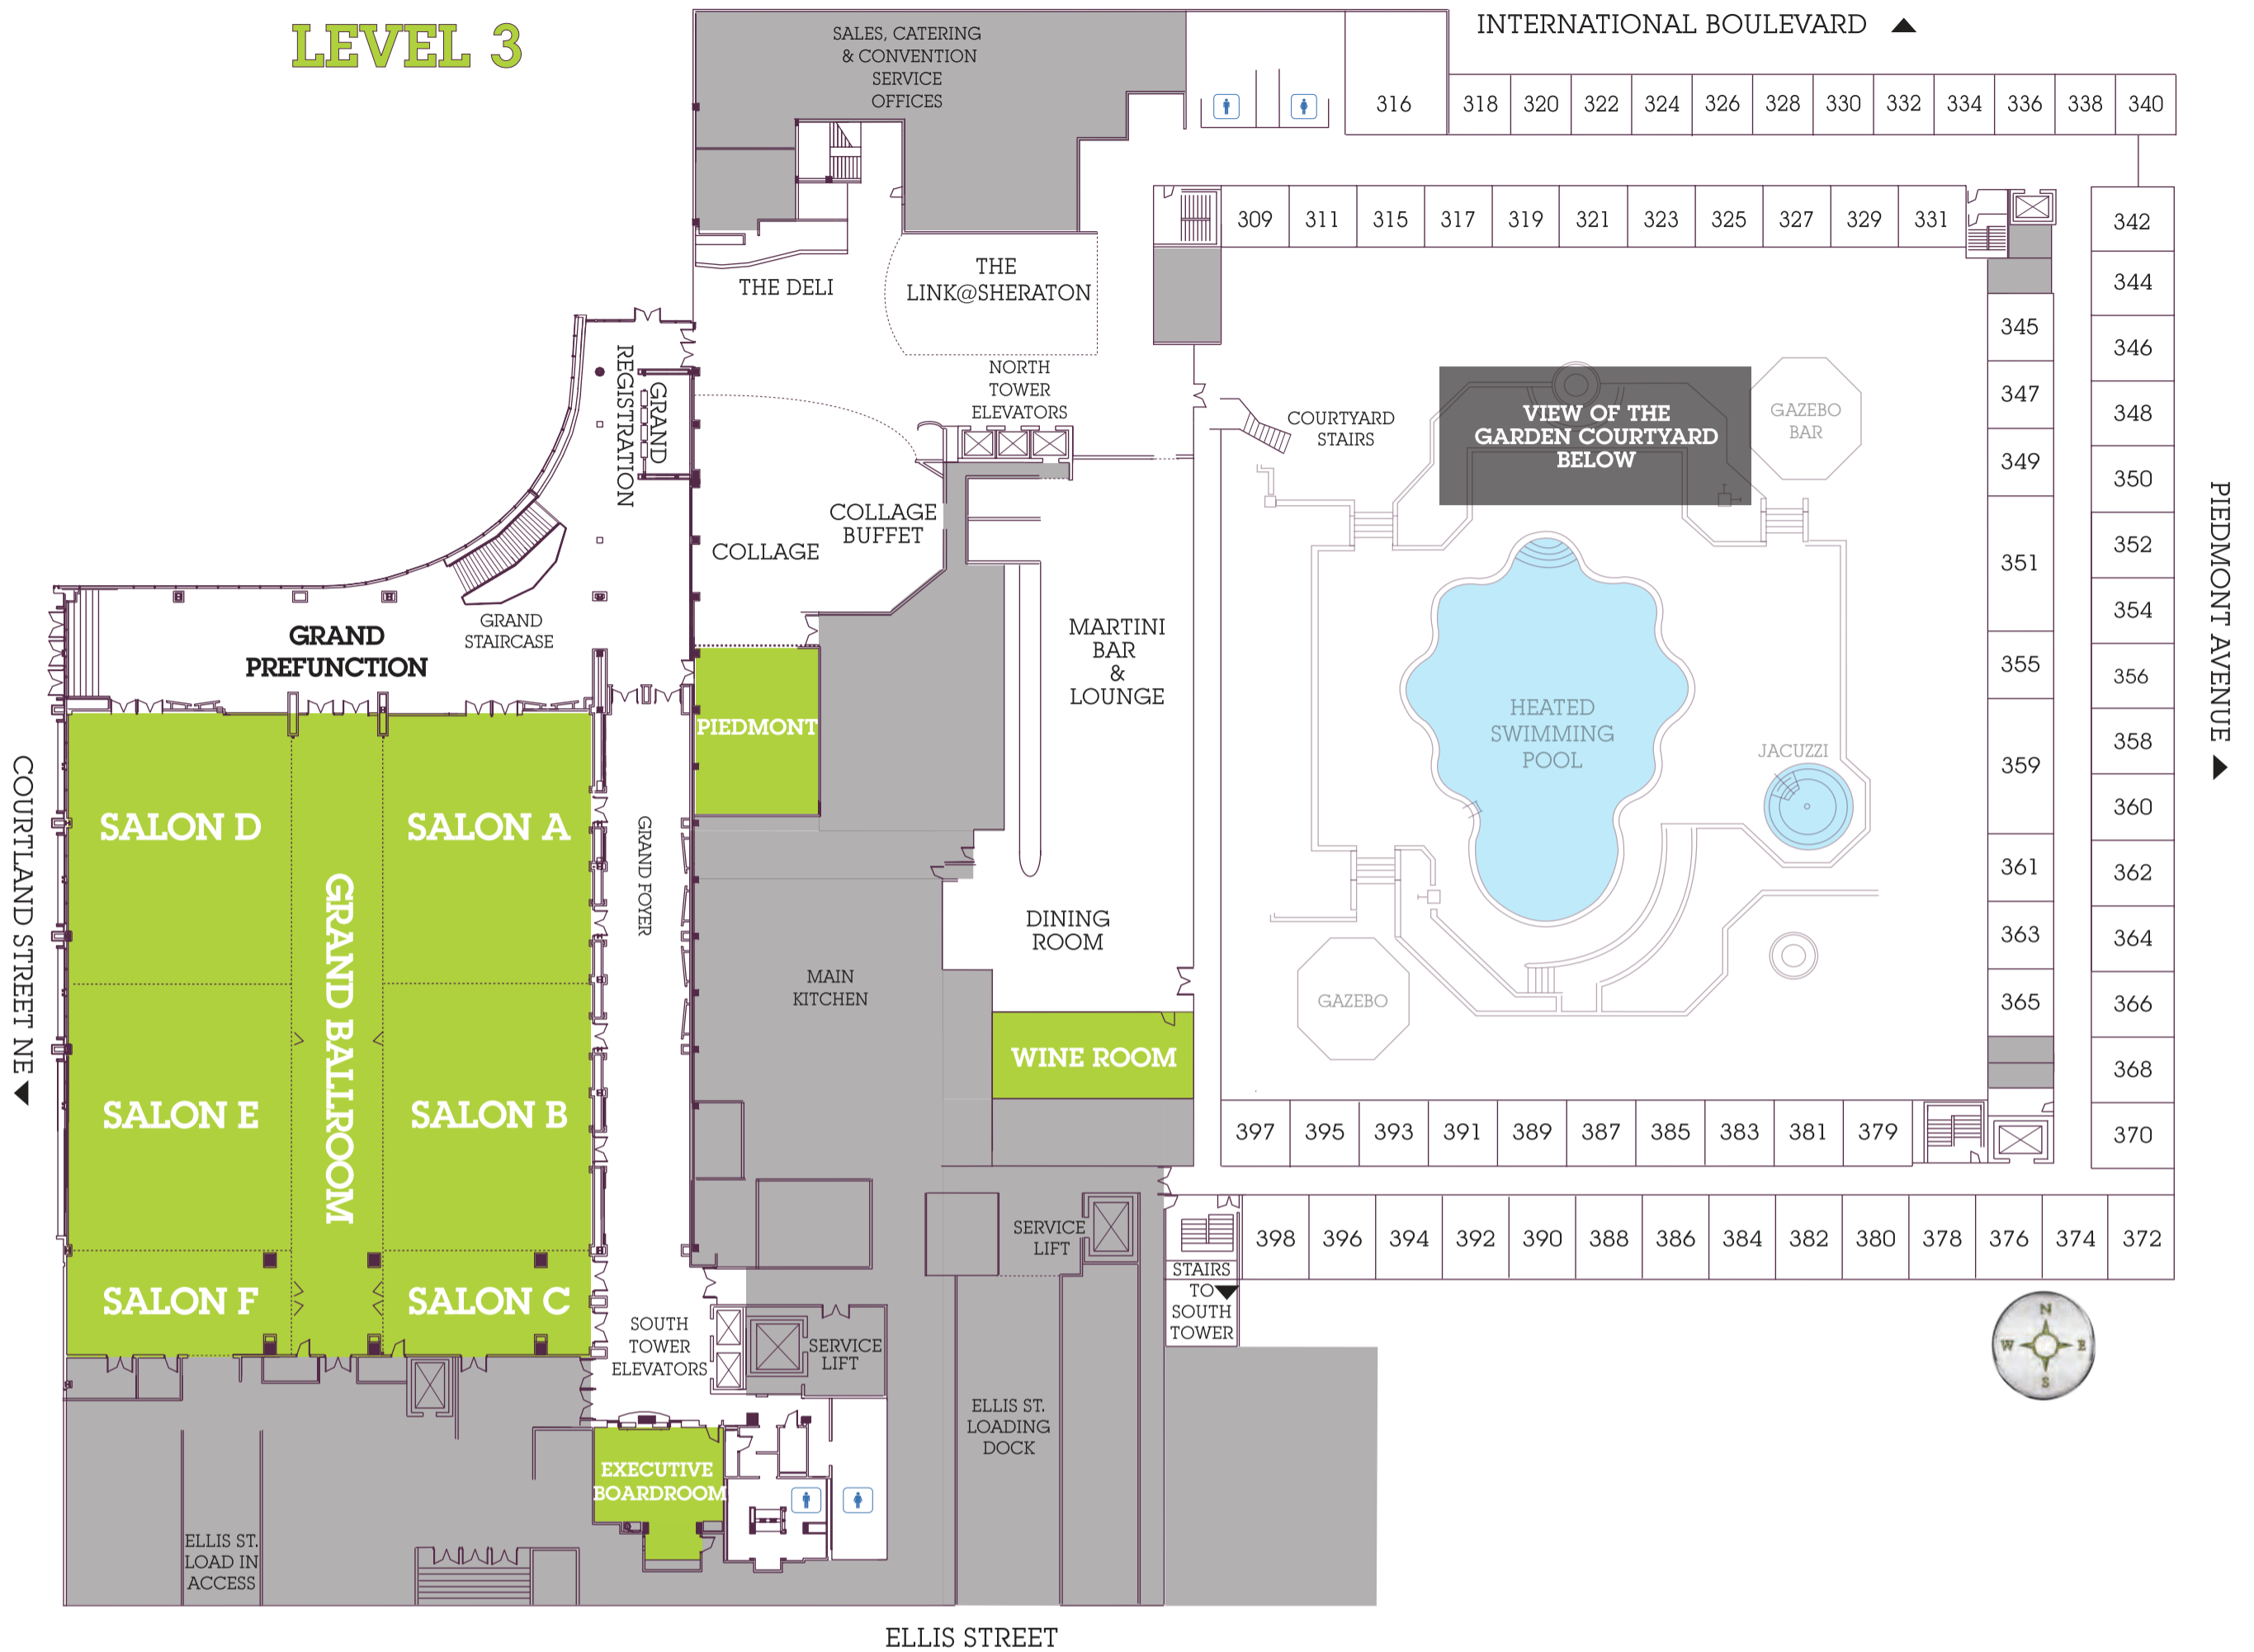 LEVEL 3
INTERNATIONAL BOULEVARD
SALES, CATERING
& CONVENTION
SERVICE
OFFICES
316
318
320
322
324
326
328
330
332
334
336
338
340
309
311
315
317
319
321
323
325
327
329
331
342
344
346
348
350
352
354
356
358
360
362
364
366
368
370
345
347
349
351
355
359
361
363
365
THE DELI
THE
LINK@SHERATON
NORTH
TOWER
ELEVATORS
GRAND
REGISTRATION
COURTYARD
STAIRS
VIEW OF THE
GARDEN COURTYARD
BELOW
GAZEBO
BAR
PIEDMONT AVENUE
COLLAGE
BUFFET
COLLAGE
GRAND
STAIRCASE
GRAND
PREFUNCTION
MARTINI
BAR
&
LOUNGE
PIEDMONT
HEATED
SWIMMING
POOL
JACUZZI
COURTLAND STREET NE
SALON D
SALON A
GRAND BALLROOM
GRAND FOYER
DINING
ROOM
MAIN
KITCHEN
GAZEBO
WINE ROOM
SALON E
SALON B
397
395
393
391
389
387
385
383
381
379
398
396
394
392
390
388
386
384
382
380
378
376
374
372
SERVICE
LIFT
STAIRS
TO
SOUTH
TOWER
SALON F
SALON C
SOUTH
TOWER
ELEVATORS
SERVICE
LIFT
N
W
E
S
ELLIS ST.
LOADING
DOCK
EXECUTIVE
BOARDROOM
ELLIS ST.
LOAD IN
ACCESS
ELLIS STREET